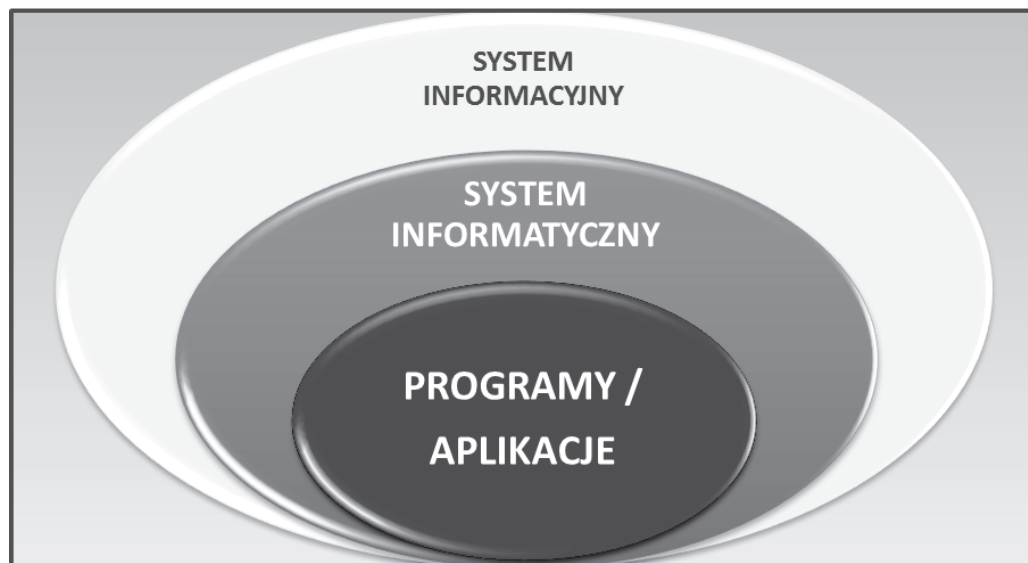 SYSTEM
INFORMACYJNY
SYSTEM
INFORMATYCZNY
PROGRAMY /
APLIKACJE